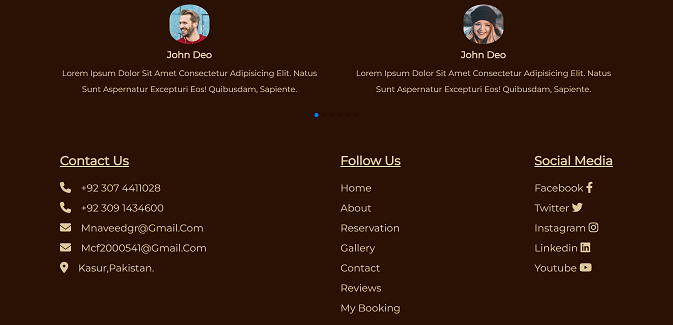 John Deo
Lorem Ipsum Dolor Sit Amet Consectetur Adipisicing Elit. Natus
Sunt Aspernatur Excepturi Eos! Quibusdam, Sapiente.
John Deo
Lorem Ipsum Dolor Sit Amet Consectetur Adipisicing Elit. Natus
Sunt Aspernatur Excepturi Eos! Quibusdam, Sapiente.
Contact Us
+92 307 4411028
+92 309 1434600
Mnaveedgr@Gmail.Com
Mcf2000541@Gmail.Com
Kasur,Pakistan.
Follow Us
Home
About
Reservation
Gallery
Contact
Reviews
My Booking
Social Media
Facebook
Twitter
Instagram
Linkedin
Youtube